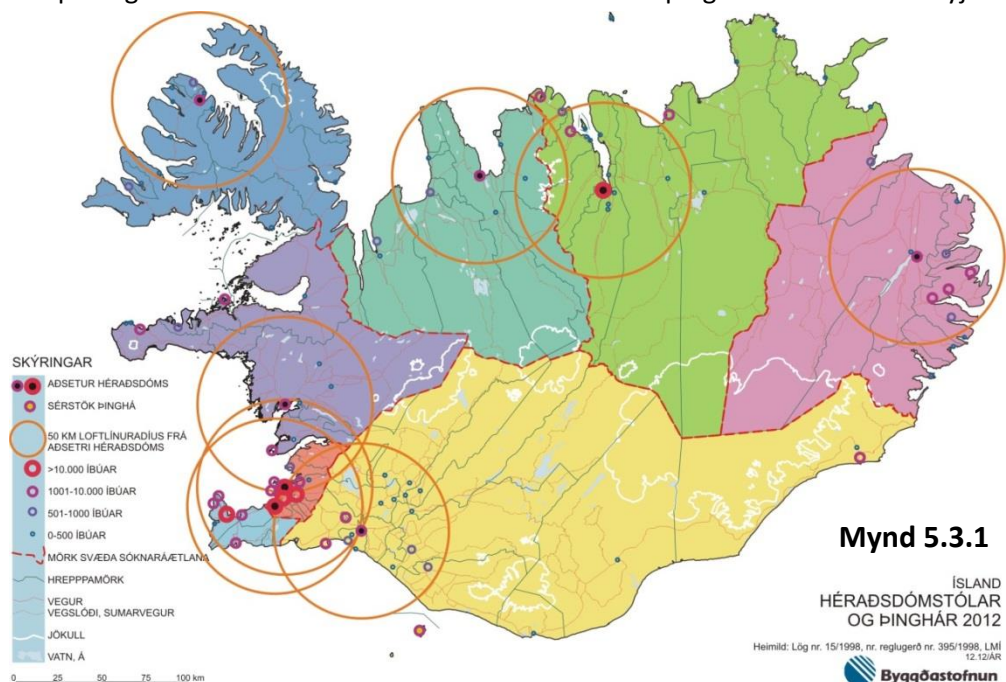 SKÝRINGAR
AÐSETUR HÉRAÐSDÓMS
SÉRSTÖK ÞINGHÁ
50 KM LOFTLÍNURADÍUS FRÁ
AÐSETRI HÉRAÐSDÓMS
>10.000 ÍBÚAR
1001-10.000 ÍBÚAR
501-1000 ÍBÚAR
0-500 ÍBÚAR
MÖRK SVÆÐA SÓKNARÁÆTLANA
HREPPPAMÖRK
VEGUR
VEGSLÓÐI, SUMARVEGUR
JÖKULL
VATN, Á
0 25 50 75 100 km
Mynd 5.3.1
ÍSLAND
HÉRAÐSDÓMSTÓLAR
OG ÞINGHÁR 2012
Heimild: Lög nr. 15/1998, nr. reglugerð nr. 395/1998, LMÍ
12.12/ÁR
Byggðastofnun